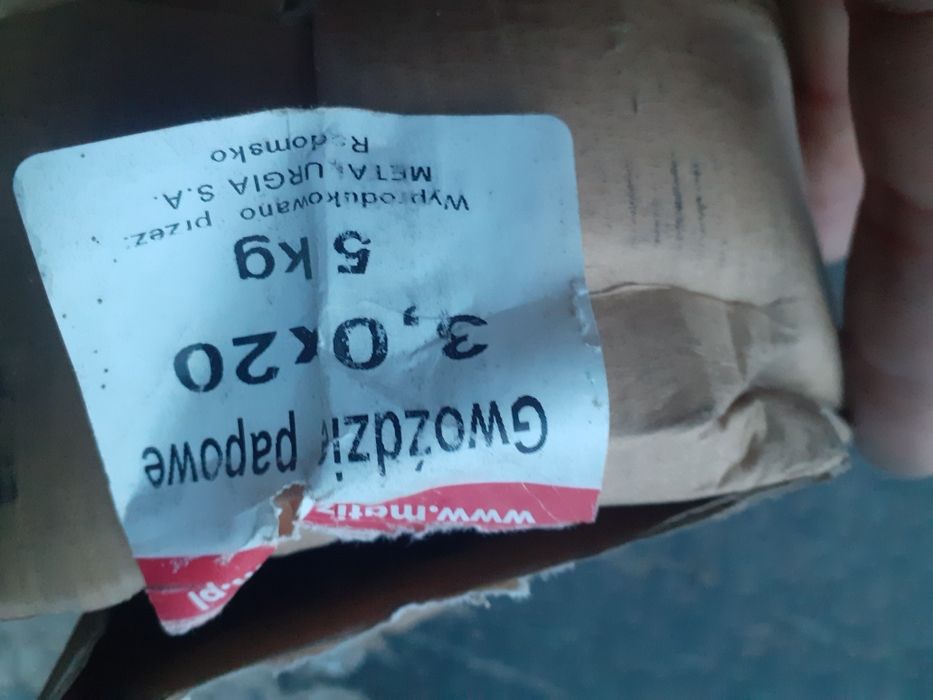 Gwoździe papowe
3,0x20
5 kg
Wyprodukowano przez:
METALURGIA S.A.
Radomsko